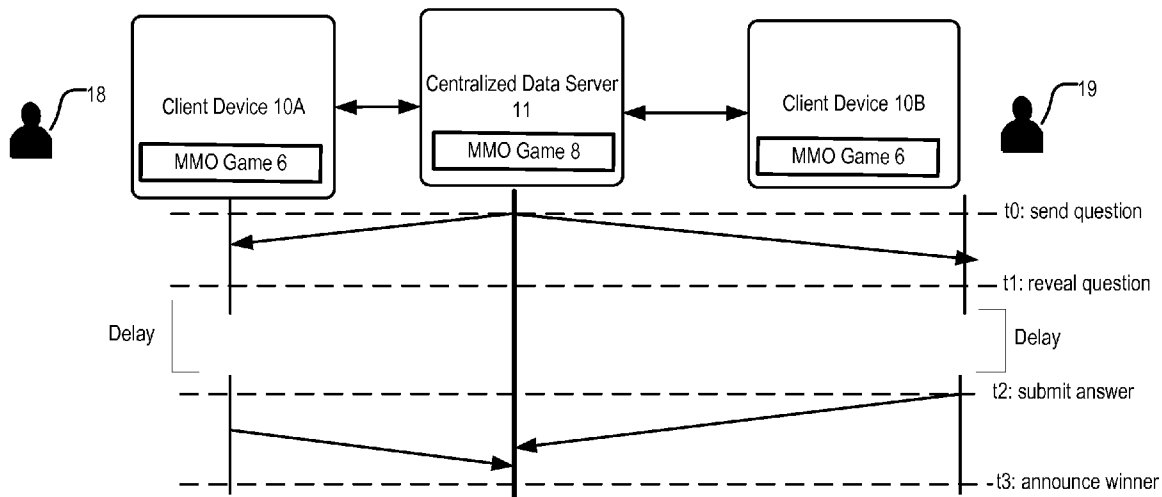 18
Client Device 10A
MMO Game 6
Centralized Data Server
11
MMO Game 8
Client Device 10B
MMO Game 6
19
t0: send question
t1: reveal question
Delay
Delay
t2: submit answer
t3: announce winner